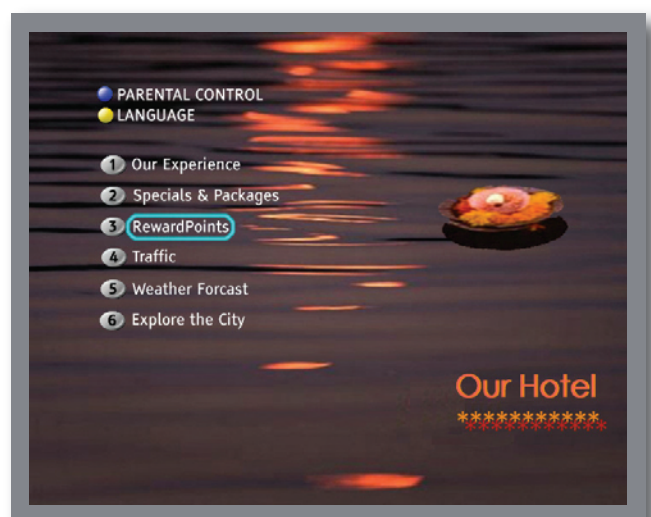 PARENTAL CONTROL
LANGUAGE
1 Our Experience
2 Specials & Packages
3 RewardPoints
4 Traffic
5 Weather Forcast
6 Explore the City
Our Hotel
***********
***********